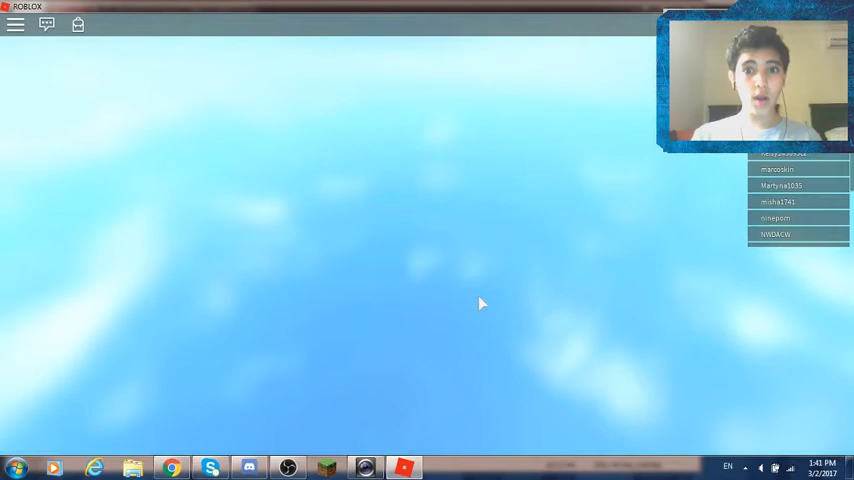 ROBLOX
marcoskin
Martyna1035
misha1741
ninepom
NWDACW
EN
1:41 PM
3/2/2017